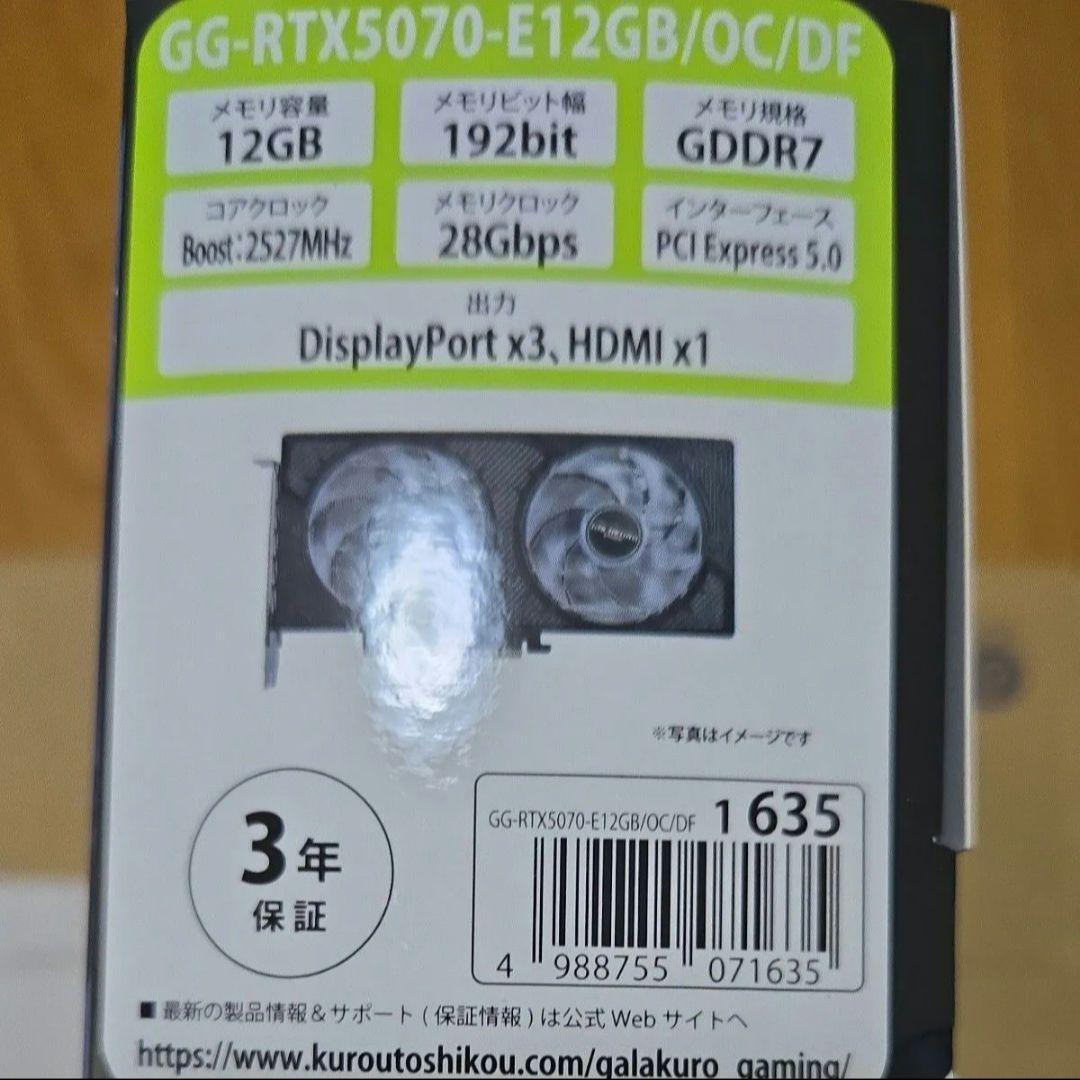 GG-RTX5070-E12GB/OC/DF
メモリ容量
12GB
メモリビット幅
192bit
メモリ規格
GDDR7
コアクロック
Boost:2527MHz
メモリクロック
28Gbps
インターフェース
PCI Express 5.0
出力
DisplayPort x3、HDMI x1
※写真はイメージです
3年
保証
GG-RTX5070-E12GB/OC/DF 1635
4 988755 071635
■最新の製品情報&サポート(保証情報)は公式Webサイトへ
https://www.kuroutoshikou.com/galakuro_gaming/